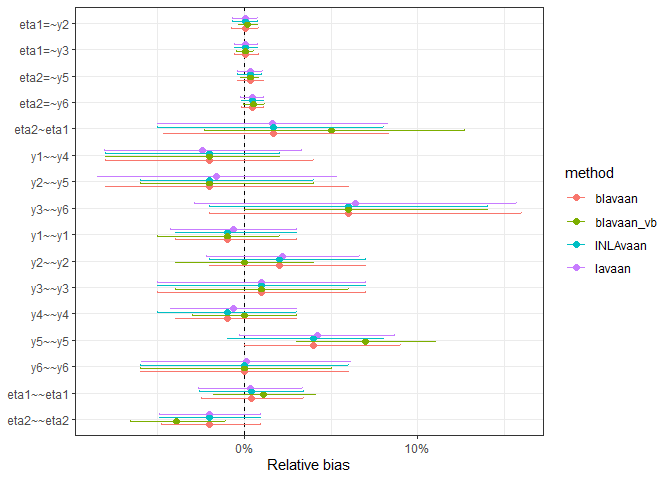 eta1=~y2
eta1=~y3
eta2=~y5
eta2=~y6
eta2~eta1
y1~~y4
y2~~y5
y3~~y6
y1~~y1
y2~~y2
y3~~y3
y4~~y4
y5~~y5
y6~~y6
eta1~~eta1
eta2~~eta2
0%
10%
Relative bias
method
blavaan
blavaan_vb
INLAvaan
lavaan